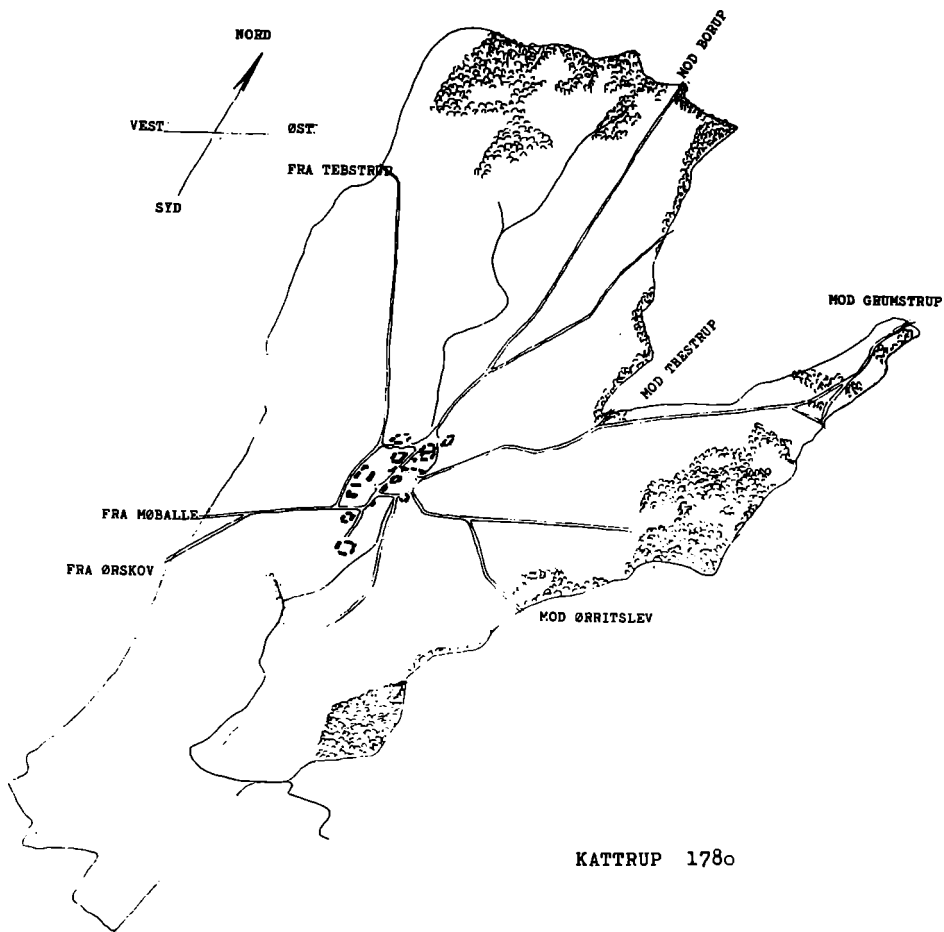 NORD
MOD BORUP
VEST
ØST
FRA TEBSTRUP
SYD
MOD GRUMSTRUP
MOD THESTRUP
FRA MØBALLE
FRA ØRSKOV
MOD ØRRITSLEV
KATTRUP 178o